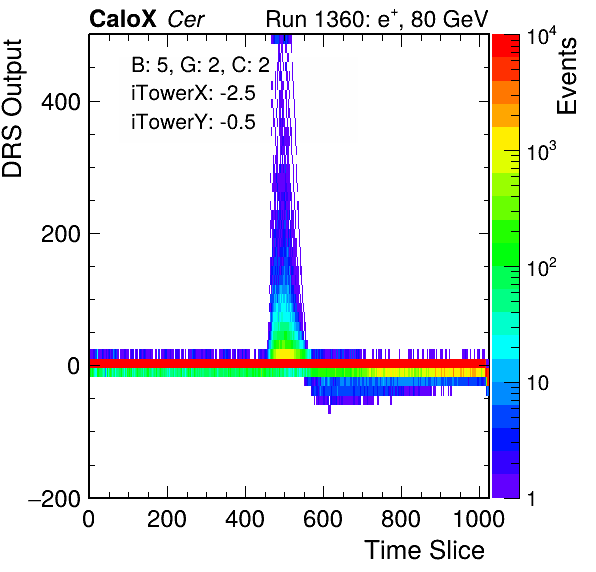 CaloX Cer Run 1360: e⁺, 80 GeV
B: 5, G: 2, C: 2
iTowerX: -2.5
iTowerY: -0.5
DRS Output
400
200
0
−200
0 200 400 600 800 1000
Time Slice
Events
10⁴
10³
10²
10
1